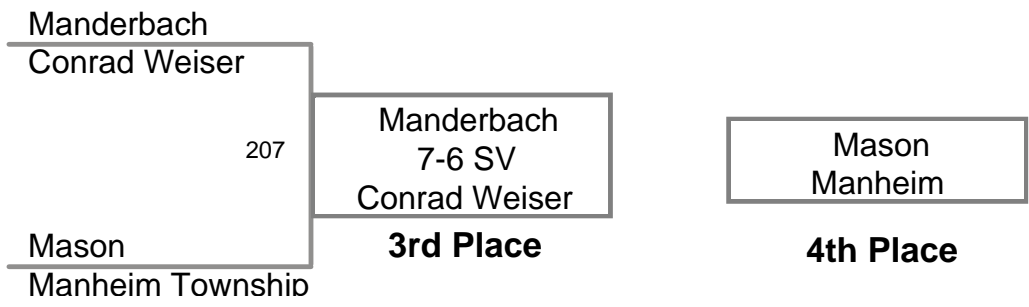 Manderbach
Conrad Weiser
207
Manderbach
7-6 SV
Conrad Weiser
3rd Place
Mason
Manheim Township
Mason
Manheim
4th Place